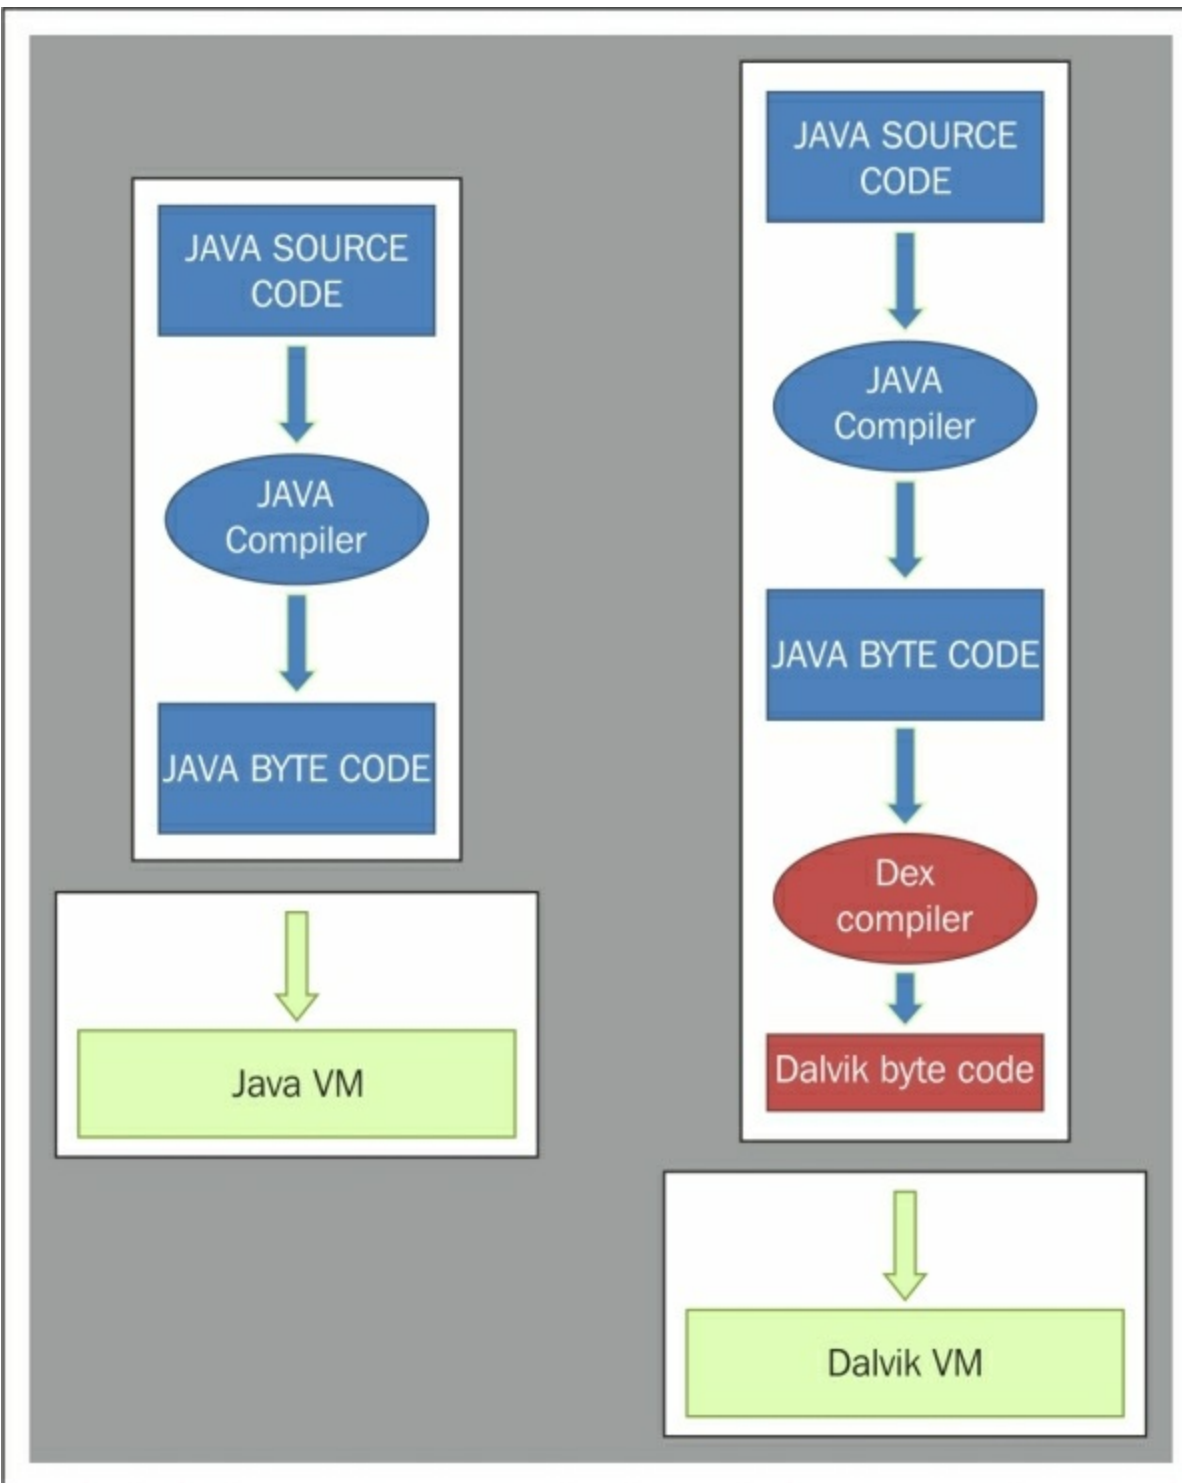 JAVA SOURCE
CODE
JAVA
Compiler
JAVA BYTE CODE
Java VM
JAVA SOURCE
CODE
JAVA
Compiler
JAVA BYTE CODE
Dex
compiler
Dalvik byte code
Dalvik VM